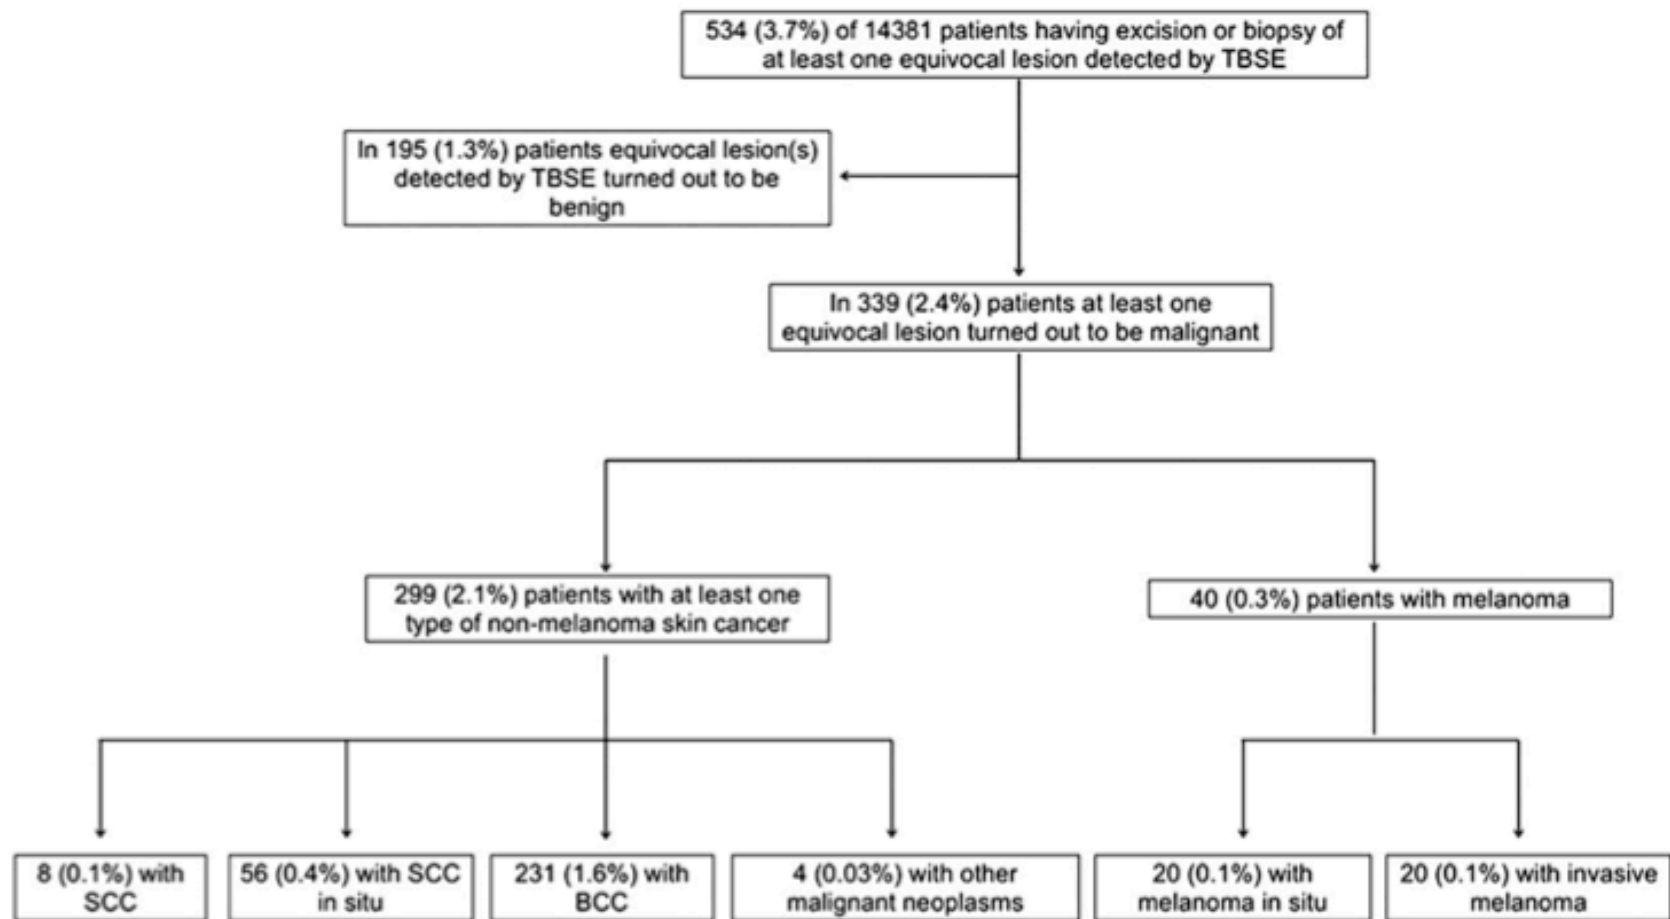 534 (3.7%) of 14381 patients having excision or biopsy of
at least one equivocal lesion detected by TBSE
In 195 (1.3%) patients equivocal lesion(s)
detected by TBSE turned out to be
benign
In 339 (2.4%) patients at least one
equivocal lesion turned out to be malignant
299 (2.1%) patients with at least one
type of non-melanoma skin cancer
40 (0.3%) patients with melanoma
8 (0.1%) with
SCC
56 (0.4%) with SCC
in situ
231 (1.6%) with
BCC
4 (0.03%) with other
malignant neoplasms
20 (0.1%) with
melanoma in situ
20 (0.1%) with invasive
melanoma